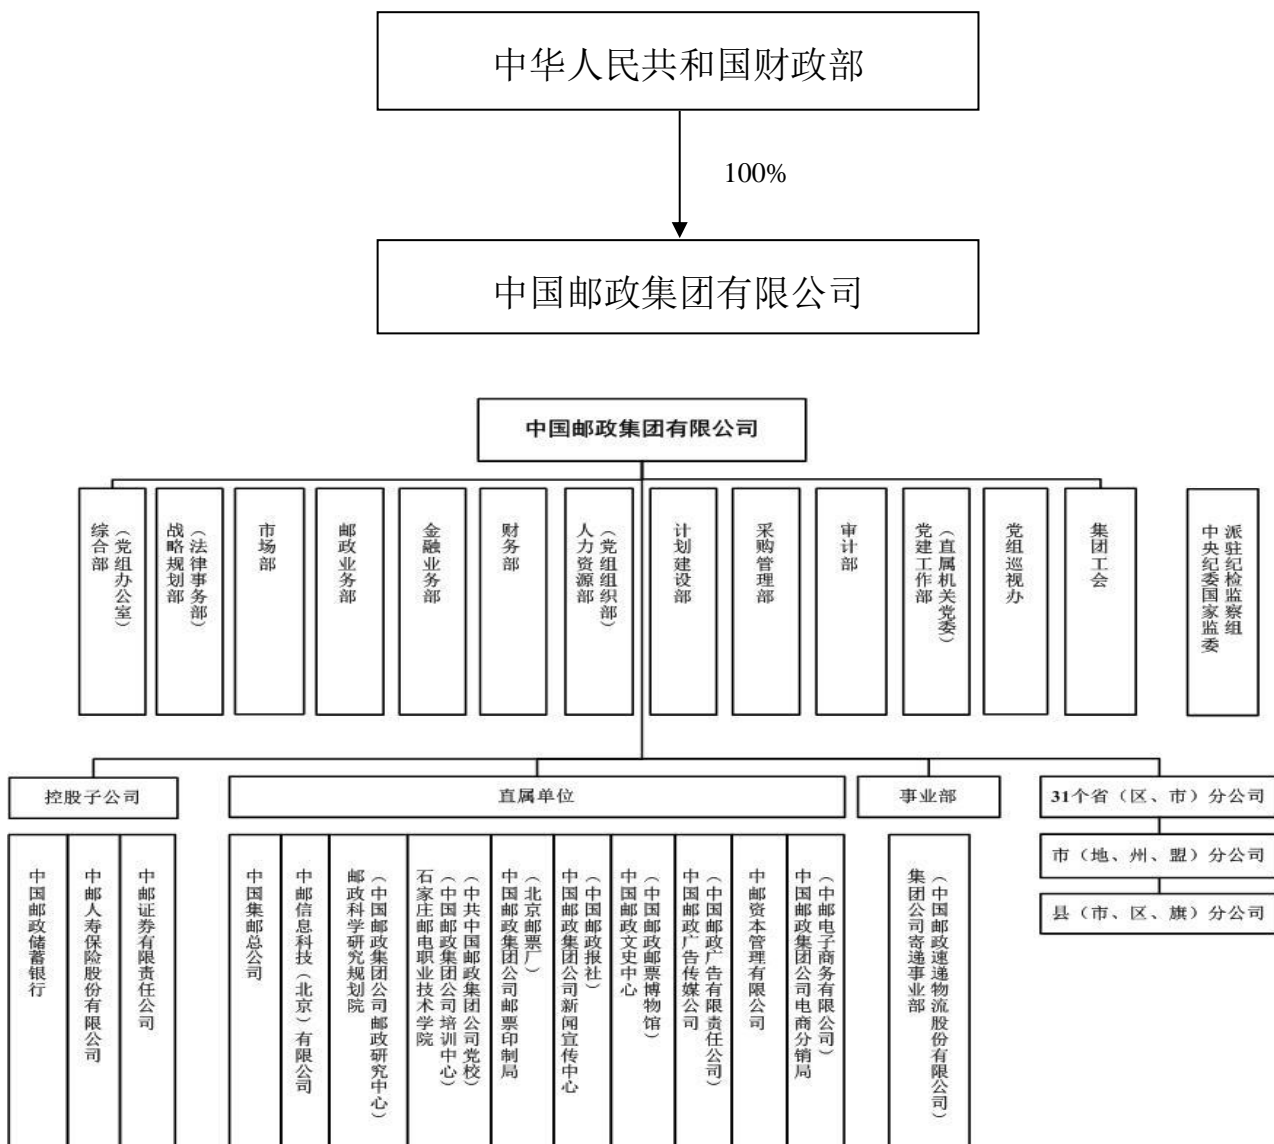 中华人民共和国财政部
100%
中国邮政集团有限公司
中国邮政集团有限公司
综合部
（党组办公室）
战略规划部
（法律事务部）
市场部
邮政业务部
金融业务部
财务部
人力资源部
（党组组织部）
计划建设部
采购管理部
审计部
党建工作部
（直属机关党委）
党组巡视办
集团工会
中央纪委国家监委
派驻纪检监察组
控股子公司
直属单位
事业部
31个省（区、市）分公司
市（地、州、盟）分公司
县（市、区、旗）分公司
中国邮政储蓄银行
中邮人寿保险股份有限公司
中邮证券有限责任公司
中国集邮总公司
中邮信息科技（北京）有限公司
邮政科学研究规划院
（中国邮政集团公司邮政研究中心）
石家庄邮电职业技术学院
（中国邮政集团公司培训中心）
（中共中国邮政集团公司党校）
中国邮政集团公司邮票印制局
（北京邮票厂）
中国邮政集团公司新闻宣传中心
（中国邮政报社）
中国邮政文史中心
（中国邮政邮票博物馆）
中国邮政广告传媒公司
（中国邮政广告有限责任公司）
中邮资本管理有限公司
中国邮政集团公司电商分销局
（中邮电子商务有限公司）
集团公司寄递事业部
（中国邮政速递物流股份有限公司）